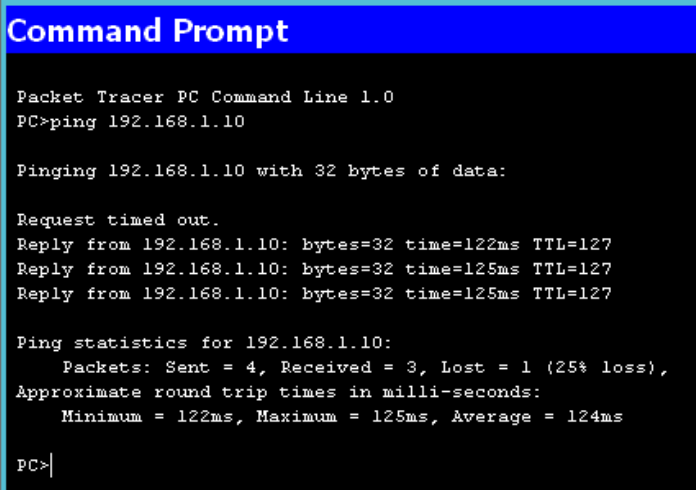 Command Prompt
Packet Tracer PC Command Line 1.0
PC>ping 192.168.1.10
Pinging 192.168.1.10 with 32 bytes of data:
Request timed out.
Reply from 192.168.1.10: bytes=32 time=122ms TTL=127
Reply from 192.168.1.10: bytes=32 time=125ms TTL=127
Reply from 192.168.1.10: bytes=32 time=125ms TTL=127
Ping statistics for 192.168.1.10:
Packets: Sent = 4, Received = 3, Lost = 1 (25% loss),
Approximate round trip times in milli-seconds:
Minimum = 122ms, Maximum = 125ms, Average = 124ms
PC>